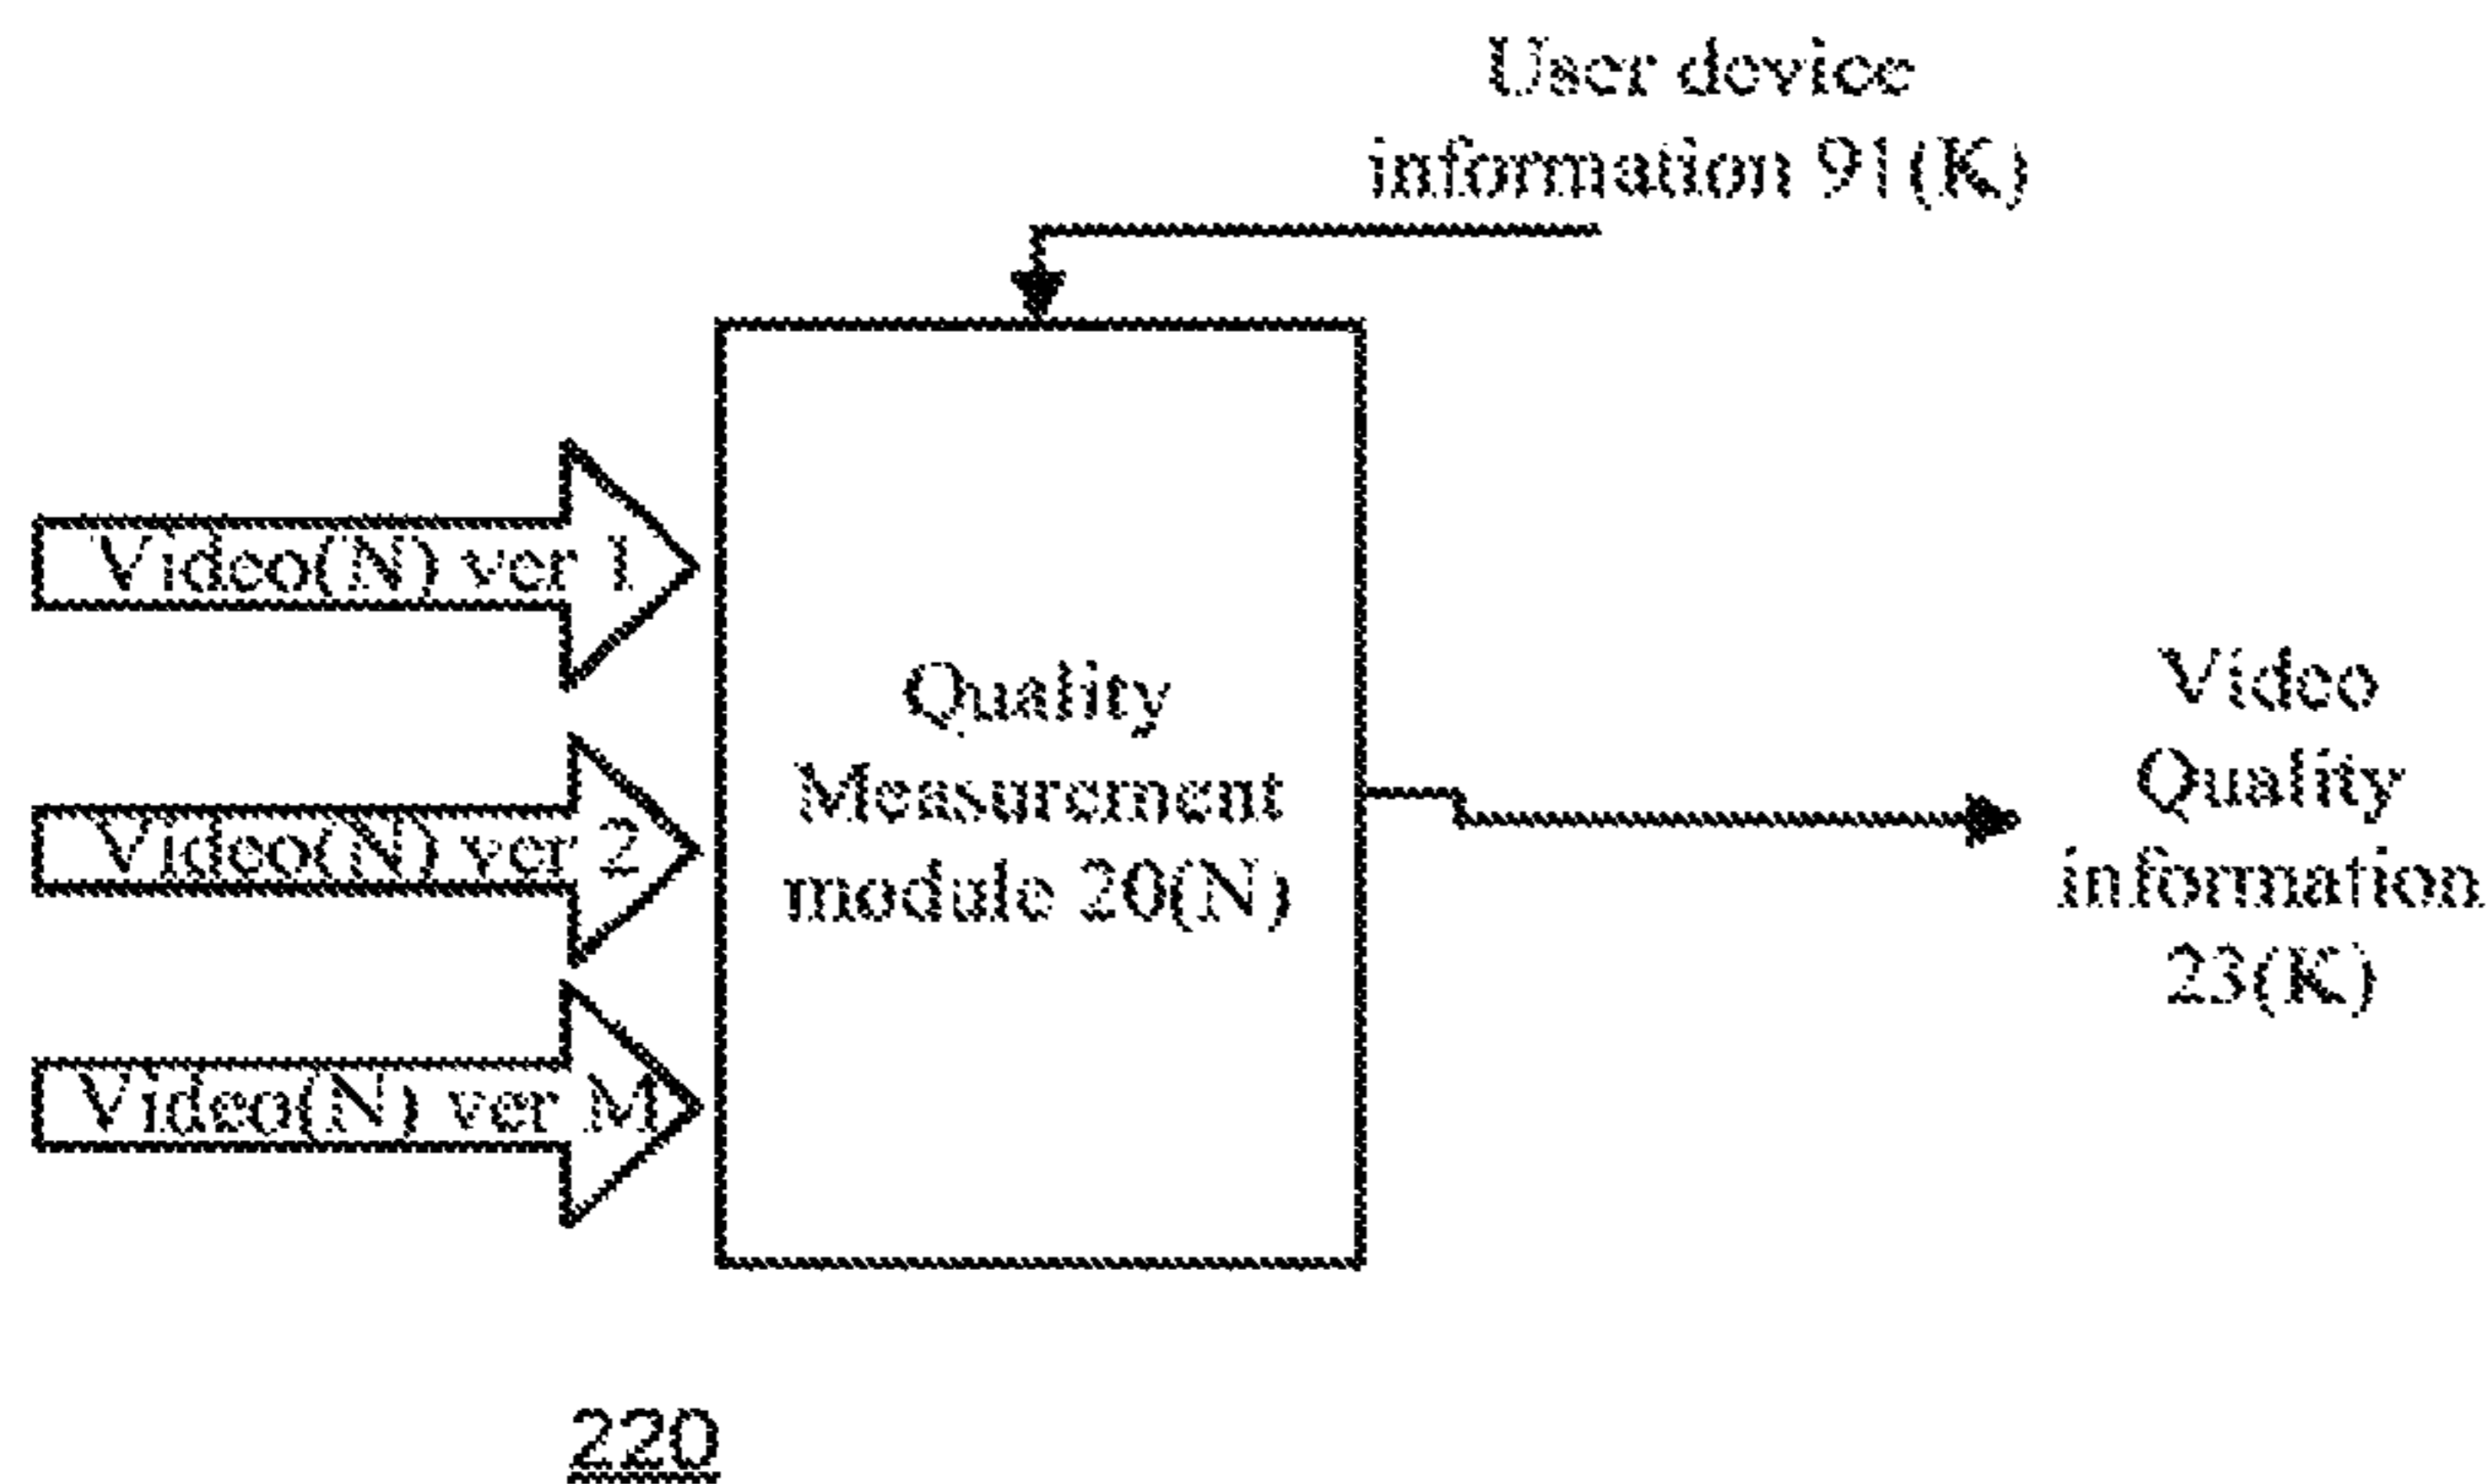 User device
information 91(K)
Video(N) ver 1
Video(N) ver 2
Video(N) ver M
Quality
Measurement
module 20(N)
Video
Quality
information
23(K)
220